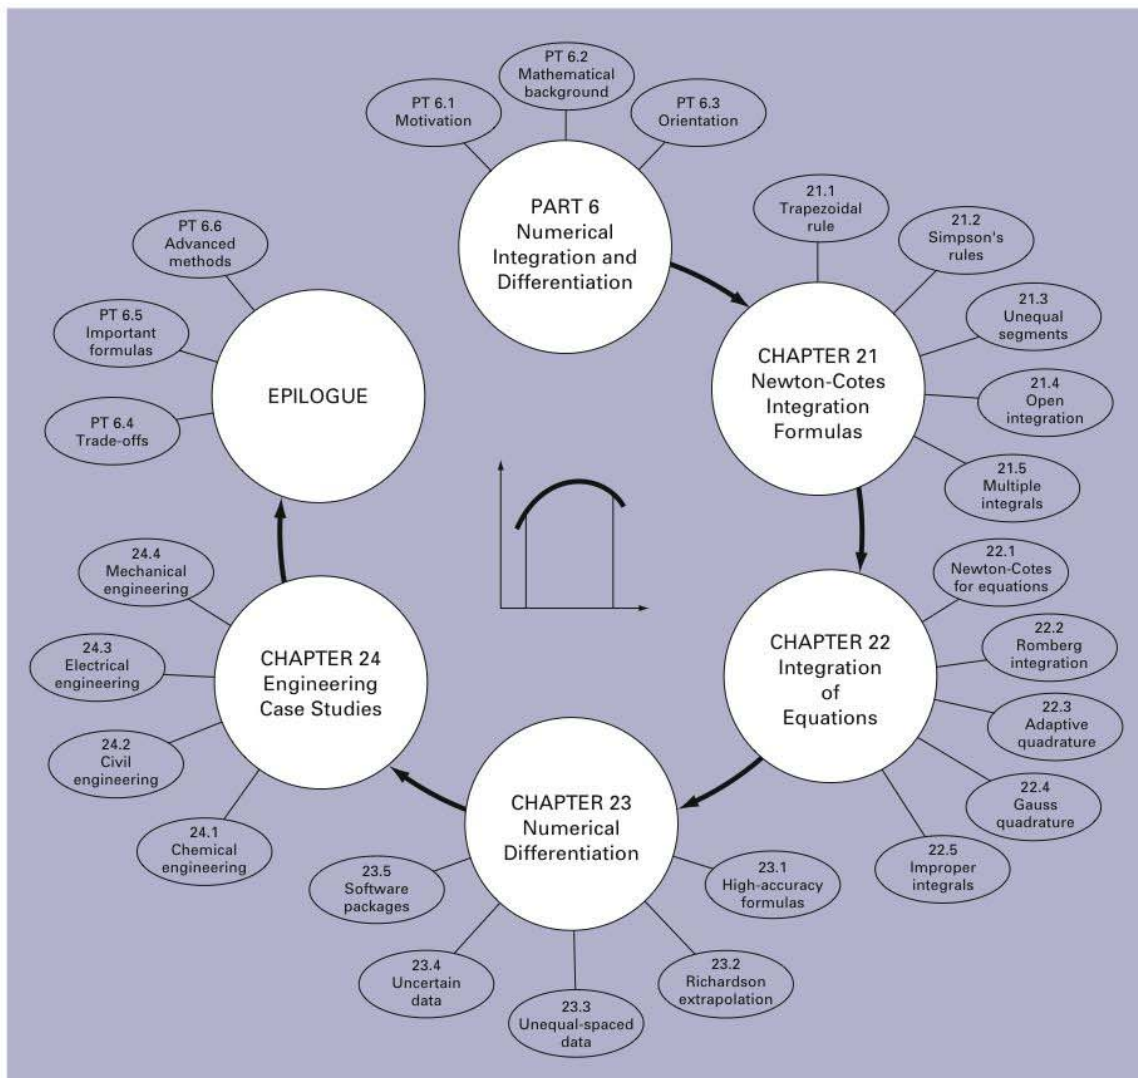 PT 6.1
Motivation
PT 6.2
Mathematical
background
PT 6.3
Orientation
PART 6
Numerical
Integration and
Differentiation
21.1
Trapezoidal
rule
21.2
Simpson's
rules
21.3
Unequal
segments
21.4
Open
integration
21.5
Multiple
integrals
CHAPTER 21
Newton-Cotes
Integration
Formulas
22.1
Newton-Cotes
for equations
22.2
Romberg
integration
22.3
Adaptive
quadrature
22.4
Gauss
quadrature
22.5
Improper
integrals
CHAPTER 22
Integration
of
Equations
CHAPTER 23
Numerical
Differentiation
23.1
High-accuracy
formulas
23.2
Richardson
extrapolation
23.3
Unequal-spaced
data
23.4
Uncertain
data
23.5
Software
packages
CHAPTER 24
Engineering
Case Studies
24.1
Chemical
engineering
24.2
Civil
engineering
24.3
Electrical
engineering
24.4
Mechanical
engineering
EPILOGUE
PT 6.4
Trade-offs
PT 6.5
Important
formulas
PT 6.6
Advanced
methods